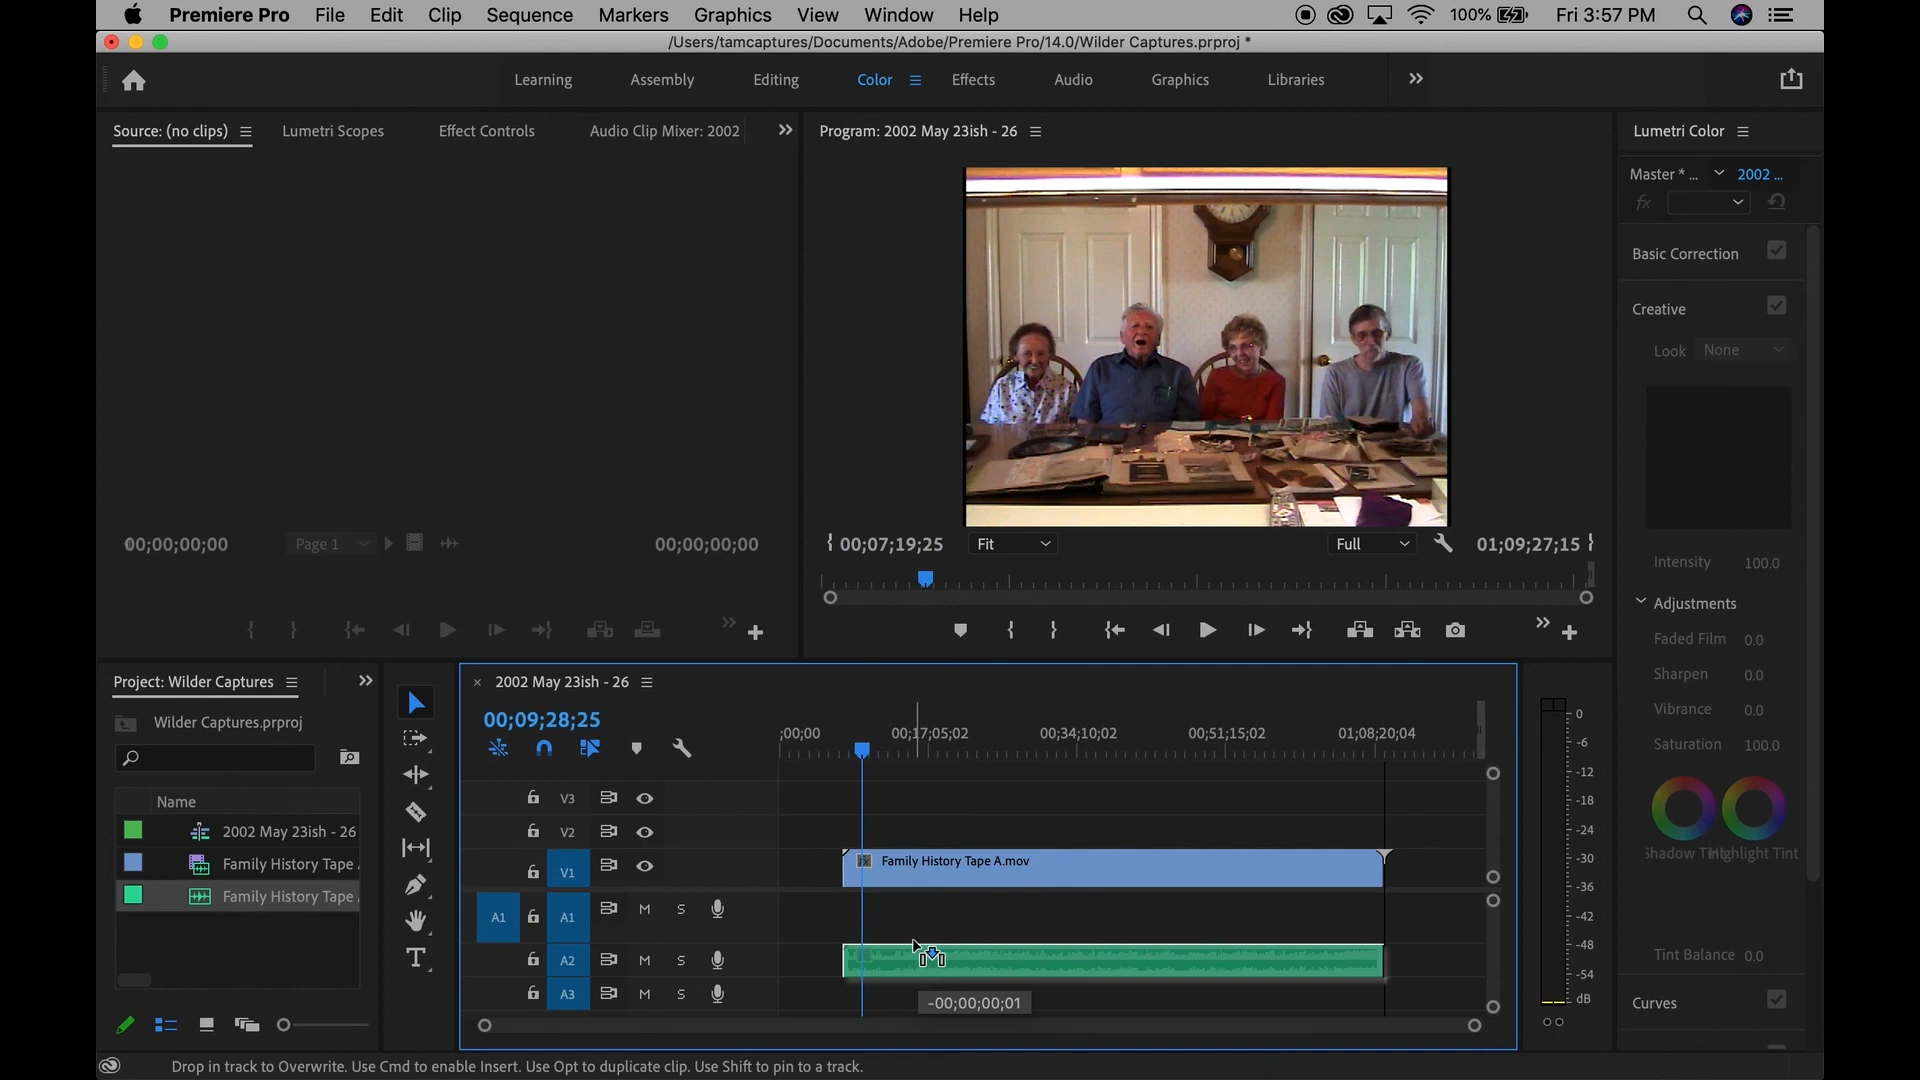 Premiere Pro File Edit Clip Sequence Markers Graphics View Window Help 100% Fri 3:57 PM
/Users/tamcaptures/Documents/Adobe/Premiere Pro/14.0/Wilder Captures.prproj *
Learning Assembly Editing Color Effects Audio Graphics Libraries
Source: (no clips) Lumetri Scopes Effect Controls Audio Clip Mixer: 2002
Program: 2002 May 23ish - 26
Lumetri Color
Master * ... 2002 ...
fx
Basic Correction
Creative
Look None
Intensity 100.0
Adjustments
Faded Film 0.0
Sharpen 0.0
Vibrance 0.0
Saturation 100.0
Tint Balance 0.0
Curves
00;00;00;00 Page 1 00;00;00;00
00;07;19;25 Fit Full 01;09;27;15
Project: Wilder Captures
Wilder Captures.prproj
Name
2002 May 23ish - 26
Family History Tape
Family History Tape
T
2002 May 23ish - 26
00;09;28;25
;00;00 00;17;05;02 00;34;10;02 00;51;15;02 01;08;20;04
V3
V2
V1 fx Family History Tape A.mov
A1 A1 M S
A2 M S
A3 M S
-00;00;00;01
0
-6
-12
-18
-24
-30
-36
-42
-48
-54
dB
Drop in track to Overwrite. Use Cmd to enable Insert. Use Opt to duplicate clip. Use Shift to pin to a track.